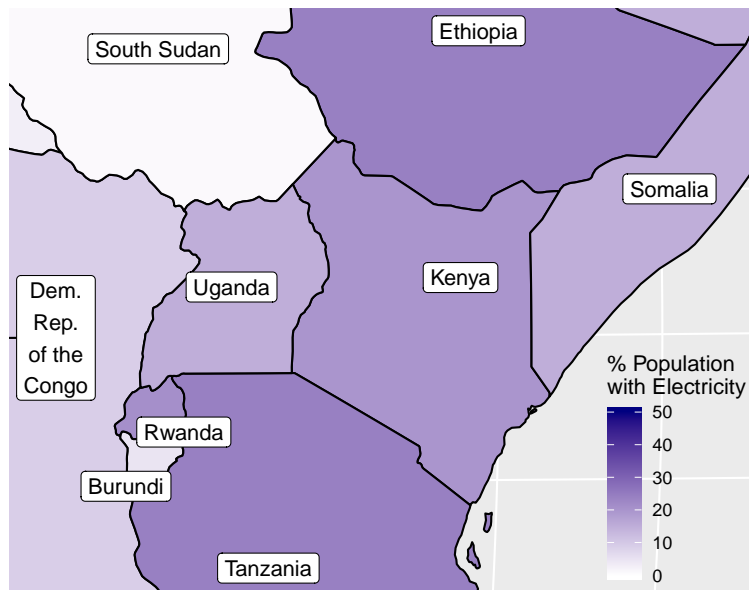 South Sudan
Ethiopia
Somalia
Uganda
Kenya
Dem.
Rep.
of the
Congo
Rwanda
Burundi
Tanzania
% Population
with Electricity
50
40
30
20
10
0